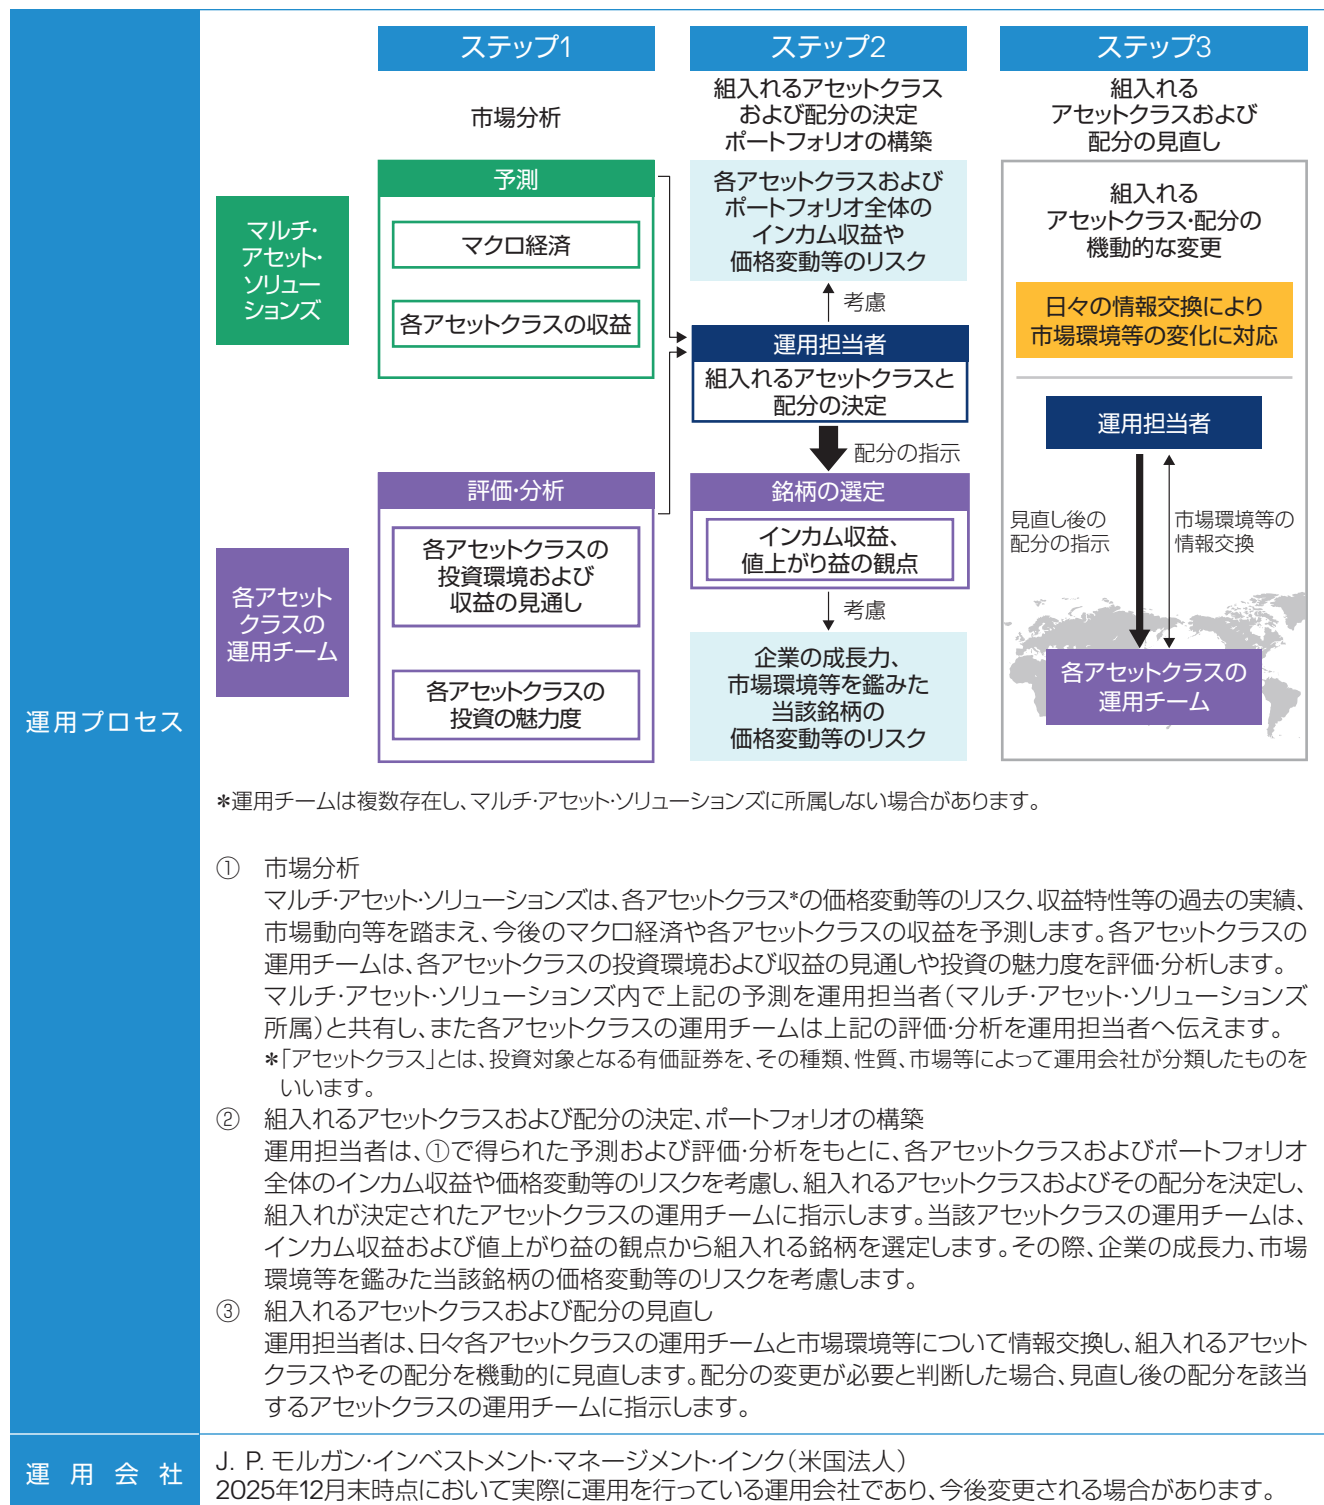 運用プロセス
ステップ1
市場分析
マルチ・
アセット・
ソリュー
ションズ
予測
マクロ経済
各アセットクラスの収益
各アセット
クラスの
運用チーム
評価・分析
各アセットクラスの
投資環境および
収益の見通し
各アセットクラスの
投資の魅力度
ステップ2
組入れるアセットクラス
および配分の決定
ポートフォリオの構築
各アセットクラスおよび
ポートフォリオ全体の
インカム収益や
価格変動等のリスク
考慮
運用担当者
組入れるアセットクラスと
配分の決定
配分の指示
銘柄の選定
インカム収益、
値上がり益の観点
考慮
企業の成長力、
市場環境等を鑑みた
当該銘柄の
価格変動等のリスク
ステップ3
組入れる
アセットクラスおよび
配分の見直し
組入れる
アセットクラス・配分の
機動的な変更
日々の情報交換により
市場環境等の変化に対応
運用担当者
見直し後の
配分の指示
市場環境等の
情報交換
各アセットクラスの
運用チーム
*運用チームは複数存在し、マルチ・アセット・ソリューションズに所属しない場合があります。
① 市場分析
マルチ・アセット・ソリューションズは、各アセットクラス*の価格変動等のリスク、収益特性等の過去の実績、
市場動向等を踏まえ、今後のマクロ経済や各アセットクラスの収益を予測します。各アセットクラスの
運用チームは、各アセットクラスの投資環境および収益の見通しや投資の魅力度を評価・分析します。
マルチ・アセット・ソリューションズ内で上記の予測を運用担当者（マルチ・アセット・ソリューションズ
所属）と共有し、また各アセットクラスの運用チームは上記の評価・分析を運用担当者へ伝えます。
*「アセットクラス」とは、投資対象となる有価証券を、その種類、性質、市場等によって運用会社が分類したものを
いいます。
② 組入れるアセットクラスおよび配分の決定、ポートフォリオの構築
運用担当者は、①で得られた予測および評価・分析をもとに、各アセットクラスおよびポートフォリオ
全体のインカム収益や価格変動等のリスクを考慮し、組入れるアセットクラスおよびその配分を決定し、
組入れが決定されたアセットクラスの運用チームに指示します。当該アセットクラスの運用チームは、
インカム収益および値上がり益の観点から組入れる銘柄を選定します。その際、企業の成長力、市場
環境等を鑑みた当該銘柄の価格変動等のリスクを考慮します。
③ 組入れるアセットクラスおよび配分の見直し
運用担当者は、日々各アセットクラスの運用チームと市場環境等について情報交換し、組入れるアセット
クラスやその配分を機動的に見直します。配分の変更が必要と判断した場合、見直し後の配分を該当
するアセットクラスの運用チームに指示します。
運用会社
J. P. モルガン・インベストメント・マネージメント・インク（米国法人）
2025年12月末時点において実際に運用を行っている運用会社であり、今後変更される場合があります。